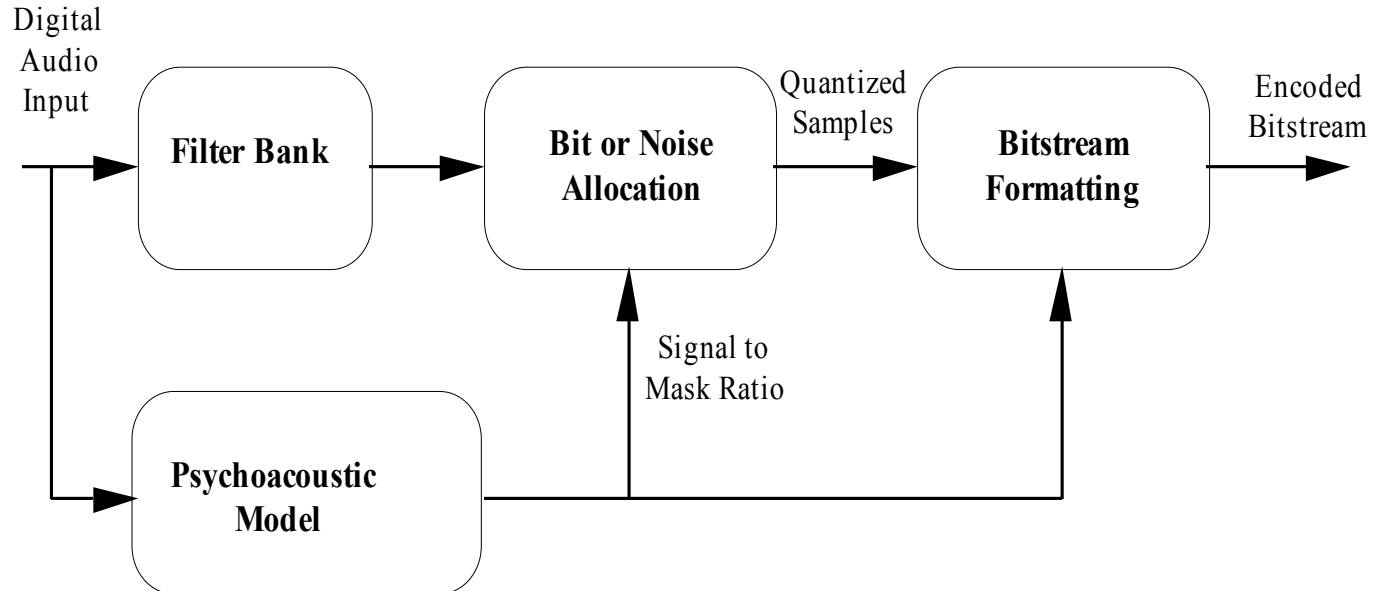 Digital
Audio
Input
Filter Bank
Bit or Noise
Allocation
Quantized
Samples
Bitstream
Formatting
Encoded
Bitstream
Signal to
Mask Ratio
Psychoacoustic
Model